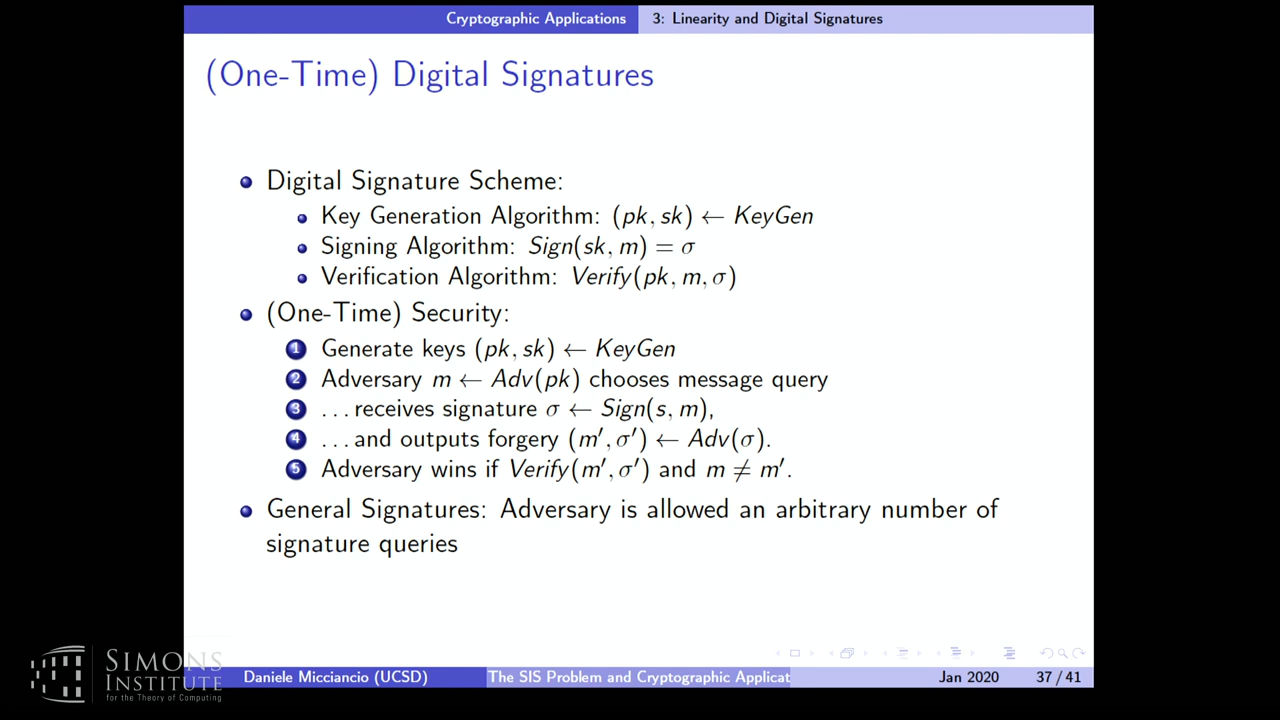 Cryptographic Applications 3: Linearity and Digital Signatures
(One-Time) Digital Signatures
Digital Signature Scheme:
Key Generation Algorithm: (pk, sk) ← KeyGen
Signing Algorithm: Sign(sk, m) = σ
Verification Algorithm: Verify(pk, m, σ)
(One-Time) Security:
1 Generate keys (pk, sk) ← KeyGen
2 Adversary m ← Adv(pk) chooses message query
3 ...receives signature σ ← Sign(s, m),
4 ...and outputs forgery (m′, σ′) ← Adv(σ).
5 Adversary wins if Verify(m′, σ′) and m ≠ m′.
General Signatures: Adversary is allowed an arbitrary number of
signature queries
SIMONS
INSTITUTE
for the Theory of Computing
Daniele Micciancio (UCSD) The SIS Problem and Cryptographic Applicat Jan 2020 37 / 41